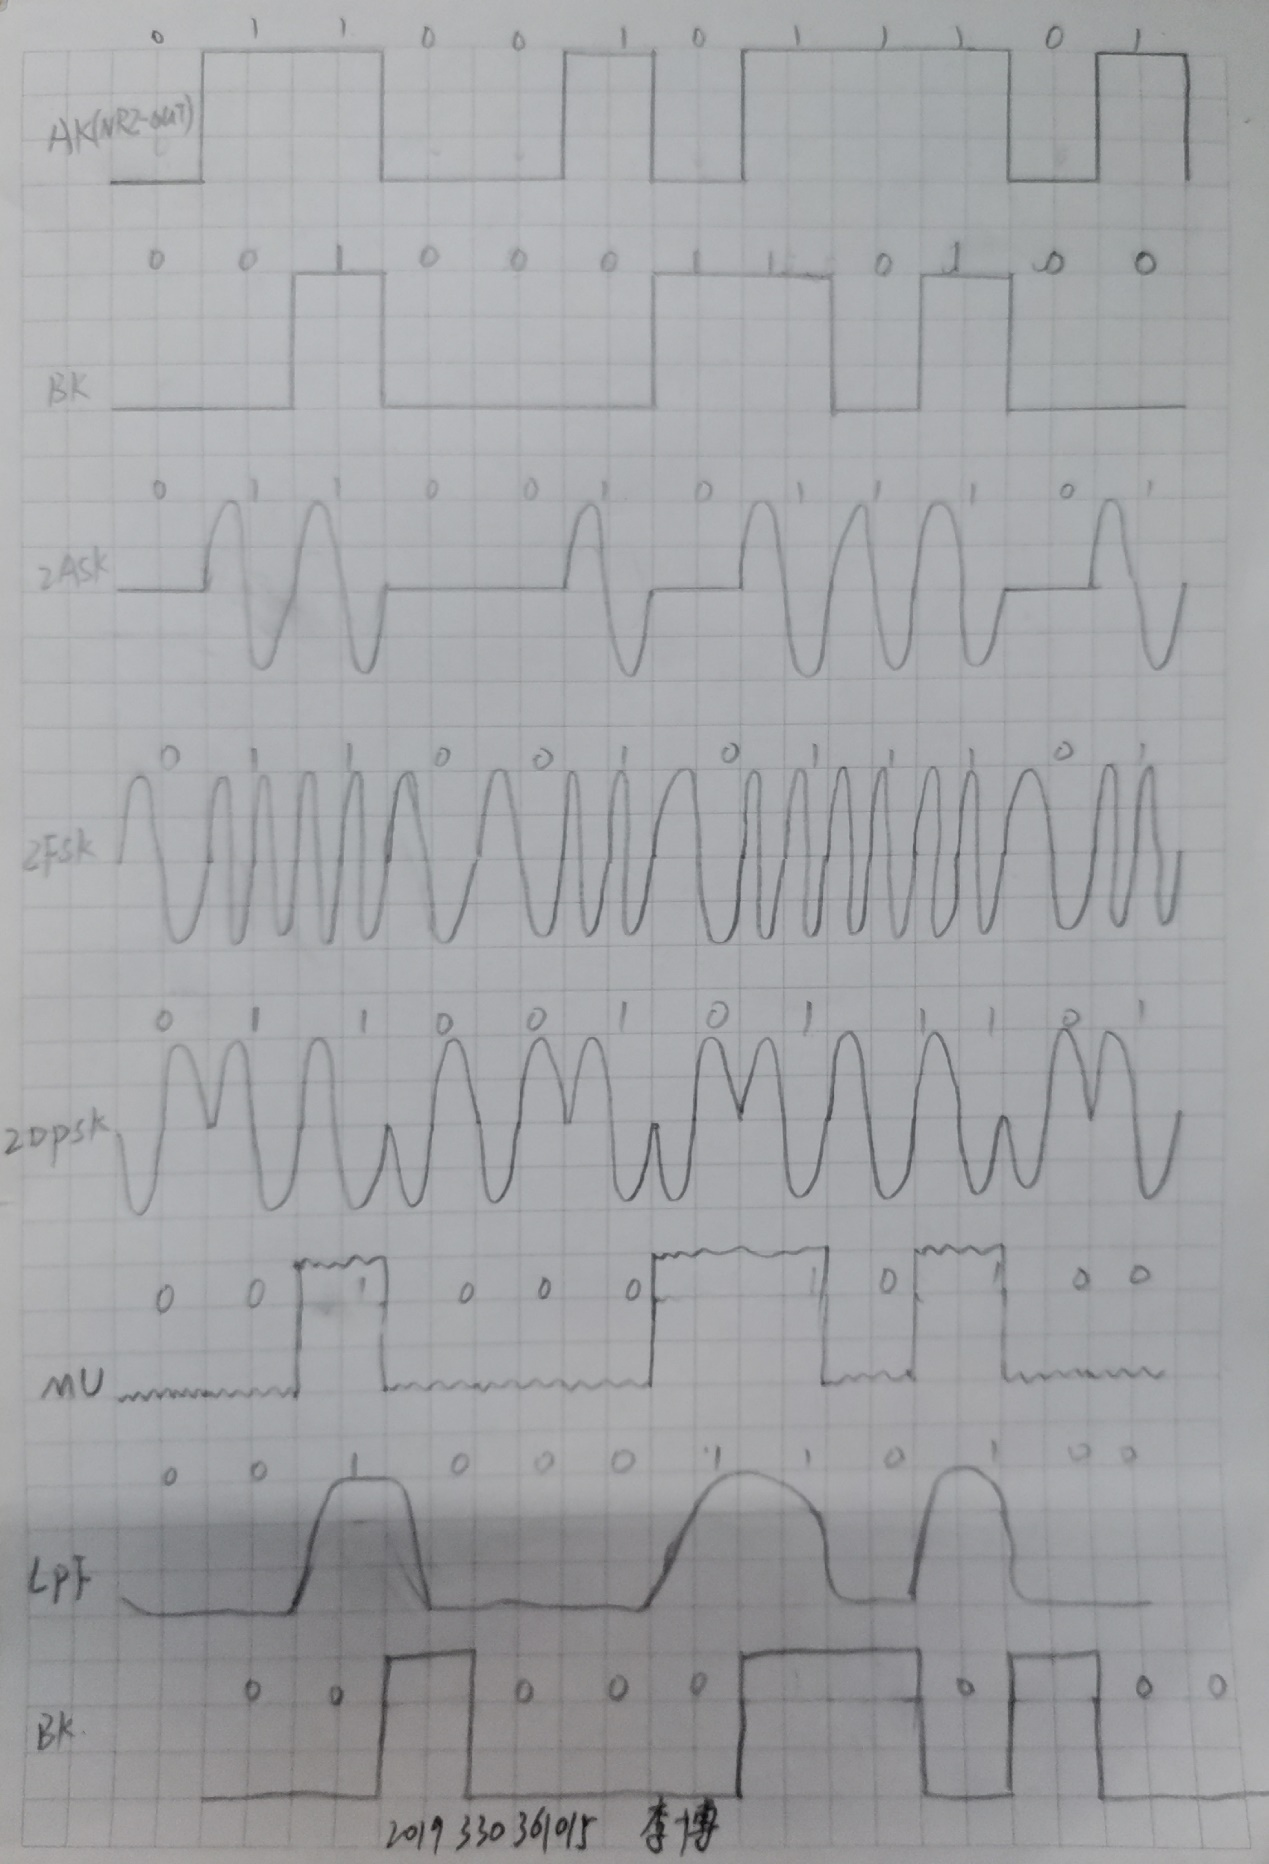 0 1 1 0 0 1 0 1 1 1 0 1
AK(NRZ-OUT)
0 0 1 0 0 0 1 1 0 1 0 0
BK
0 1 1 0 0 1 0 1 1 1 0 1
2ASK
0 1 1 0 0 1 0 1 1 1 0 1
2FSK
0 1 1 0 0 1 0 1 1 1 0 1
2DPSK
0 0 1 0 0 0 1 0 1 0 0
MU
0 0 1 0 0 0 1 1 0 1 0 0
LPF
0 0 0 0 0 0 0 0
BK.
2019330361015 李博